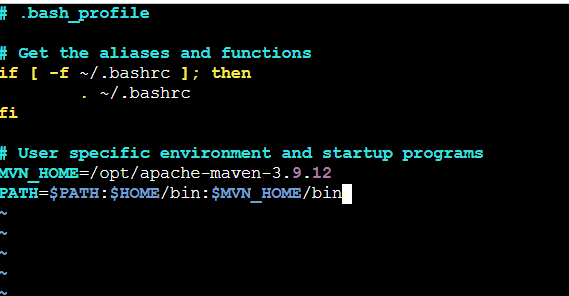 # .bash_profile
# Get the aliases and functions
if [ -f ~/.bashrc ]; then
        . ~/.bashrc
fi
# User specific environment and startup programs
MVN_HOME=/opt/apache-maven-3.9.12
PATH=$PATH:$HOME/bin:$MVN_HOME/bin
~
~
~
~
~